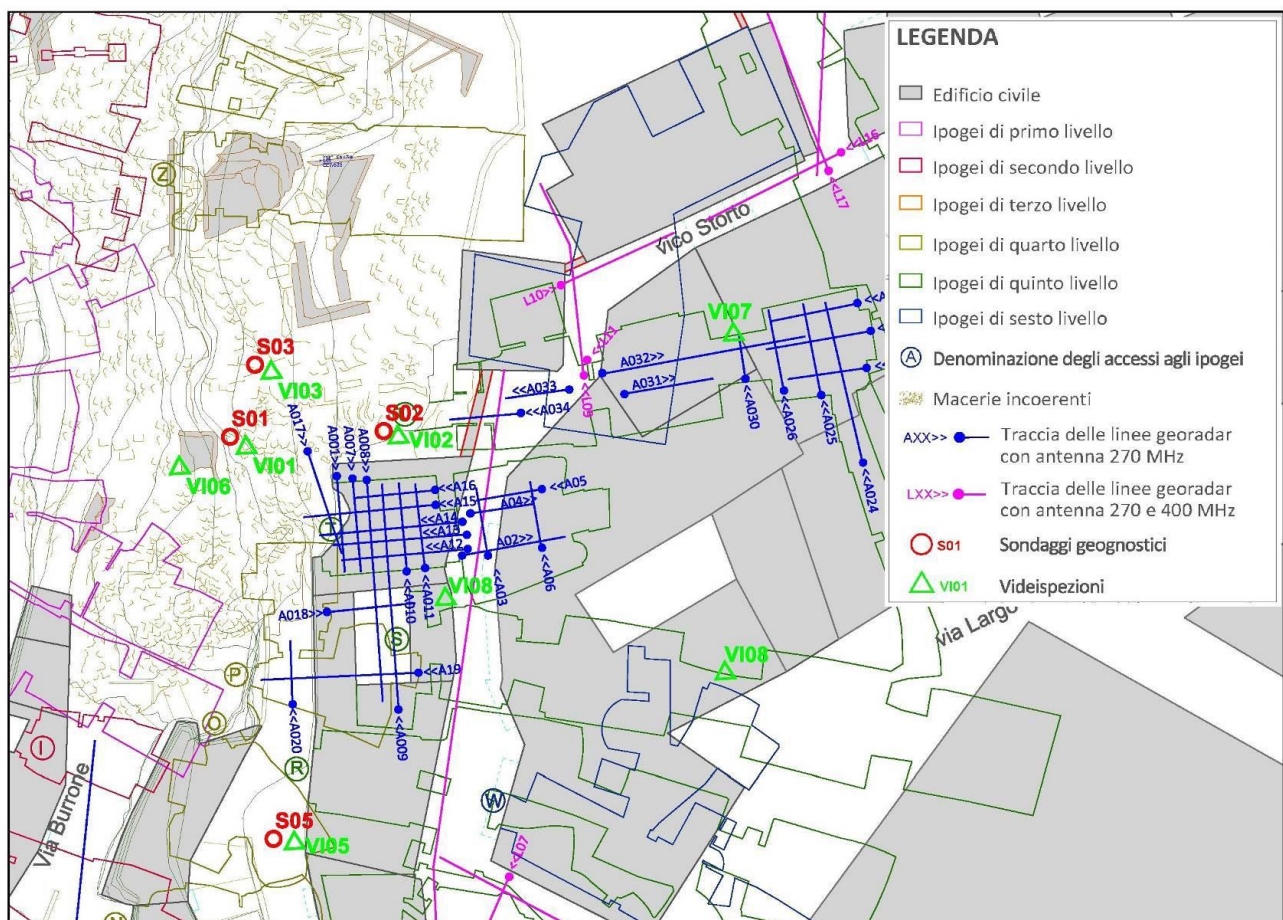 LEGENDA
Edificio civile
Ipogei di primo livello
Ipogei di secondo livello
Ipogei di terzo livello
Ipogei di quarto livello
Ipogei di quinto livello
Ipogei di sesto livello
A Denominazione degli accessi agli ipogei
Macerie incoerenti
AXX>> Traccia delle linee georadar
con antenna 270 MHz
LXX>> Traccia delle linee georadar
con antenna 270 e 400 MHz
S01 Sondaggi geognostici
VI01 Videispezioni
Z
<<L16
<<L17
vico Storto
L10>>
VI07
<<L11
<<L09
A032>>
A031>>
<<A033
<<A034
<<A030
<<A026
<<A025
<<A024
S03
VI03
S01
VI01
VI06
S02
VI02
A017>>
A001>>
A007>>
A008>>
<<A16
<<A15
<<A14
<<A13
<<A12
<<A05
A04>>
A02>>
<<A03
<<A06
T
<<A010
<<A011
VI08
A018>>
S
<<A19
P
O
<<A020
<<A009
VI08
via Largo
I
R
Via Burrone
W
S05
VI05
<<L07